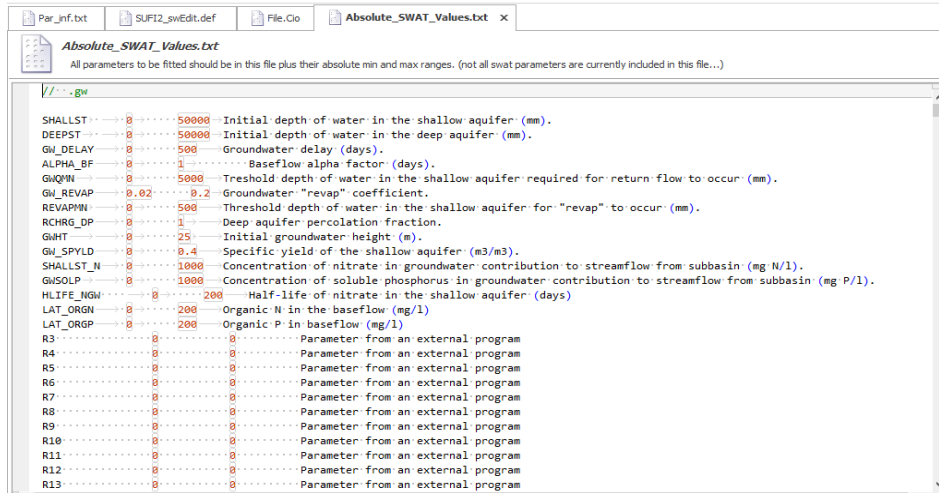 Par_inf.txt SUFI2_swEdit.def File.Cio Absolute_SWAT_Values.txt ×
Absolute_SWAT_Values.txt
All parameters to be fitted should be in this file plus their absolute min and max ranges. (not all swat parameters are currently included in this file...)
// .gw
SHALLST 0 50000 Initial depth of water in the shallow aquifer (mm).
DEEPST 0 50000 Initial depth of water in the deep aquifer (mm).
GW_DELAY 0 500 Groundwater delay (days).
ALPHA_BF 0 1 Baseflow alpha factor (days).
GWQMN 0 5000 Treshold depth of water in the shallow aquifer required for return flow to occur (mm).
GW_REVAP 0.02 0.2 Groundwater "revap" coefficient.
REVAPMN 0 500 Threshold depth of water in the shallow aquifer for "revap" to occur (mm).
RCHRG_DP 0 1 Deep aquifer percolation fraction.
GWHT 0 25 Initial groundwater height (m).
GW_SPYLD 0 0.4 Specific yield of the shallow aquifer (m3/m3).
SHALLST_N 0 1000 Concentration of nitrate in groundwater contribution to streamflow from subbasin (mg N/l).
GWSOLP 0 1000 Concentration of soluble phosphorus in groundwater contribution to streamflow from subbasin (mg P/l).
HLIFE_NGW 0 200 Half-life of nitrate in the shallow aquifer (days)
LAT_ORGN 0 200 Organic N in the baseflow (mg/l)
LAT_ORGP 0 200 Organic P in baseflow (mg/l)
R3 0 0 Parameter from an external program
R4 0 0 Parameter from an external program
R5 0 0 Parameter from an external program
R6 0 0 Parameter from an external program
R7 0 0 Parameter from an external program
R8 0 0 Parameter from an external program
R9 0 0 Parameter from an external program
R10 0 0 Parameter from an external program
R11 0 0 Parameter from an external program
R12 0 0 Parameter from an external program
R13 0 0 Parameter from an external program